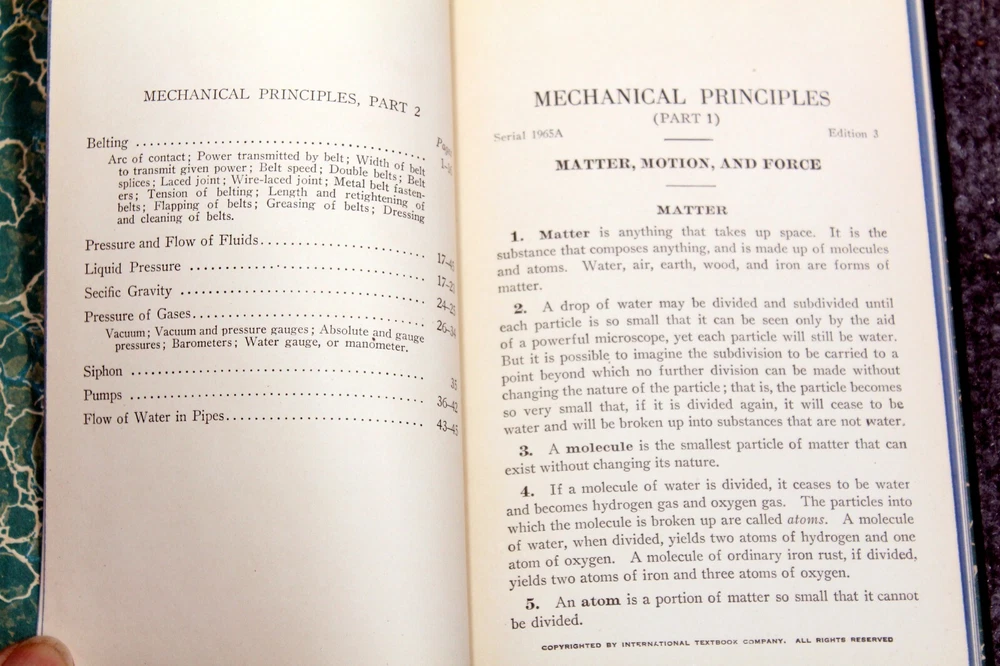 MECHANICAL PRINCIPLES, PART 2
Belting
Arc of contact; Power transmitted by belt; Width of belt
to transmit given power; Belt speed; Double belts; Belt
splices; Laced joint; Wire-laced joint; Metal belt fasten-
ers; Tension of belting; Length and retightening of
belts; Flapping of belts; Greasing of belts; Dressing
and cleaning of belts.
Pressure and Flow of Fluids
Liquid Pressure
Secific Gravity
Pressure of Gases
Vacuum; Vacuum and pressure gauges; Absolute and gauge
pressures; Barometers; Water gauge, or manometer.
Siphon 35
Pumps
Flow of Water in Pipes
MECHANICAL PRINCIPLES
(PART 1)
Serial 1965A Edition 3
MATTER, MOTION, AND FORCE
MATTER
1. Matter is anything that takes up space. It is the
substance that composes anything, and is made up of molecules
and atoms. Water, air, earth, wood, and iron are forms of
matter.
2. A drop of water may be divided and subdivided until
each particle is so small that it can be seen only by the aid
of a powerful microscope, yet each particle will still be water.
But it is possible to imagine the subdivision to be carried to a
point beyond which no further division can be made without
changing the nature of the particle; that is, the particle becomes
so very small that, if it is divided again, it will cease to be
water and will be broken up into substances that are not water.
3. A molecule is the smallest particle of matter that can
exist without changing its nature.
4. If a molecule of water is divided, it ceases to be water
and becomes hydrogen gas and oxygen gas. The particles into
which the molecule is broken up are called atoms. A molecule
of water, when divided, yields two atoms of hydrogen and one
atom of oxygen. A molecule of ordinary iron rust, if divided,
yields two atoms of iron and three atoms of oxygen.
5. An atom is a portion of matter so small that it cannot
be divided.
COPYRIGHTED BY INTERNATIONAL TEXTBOOK COMPANY. ALL RIGHTS RESERVED